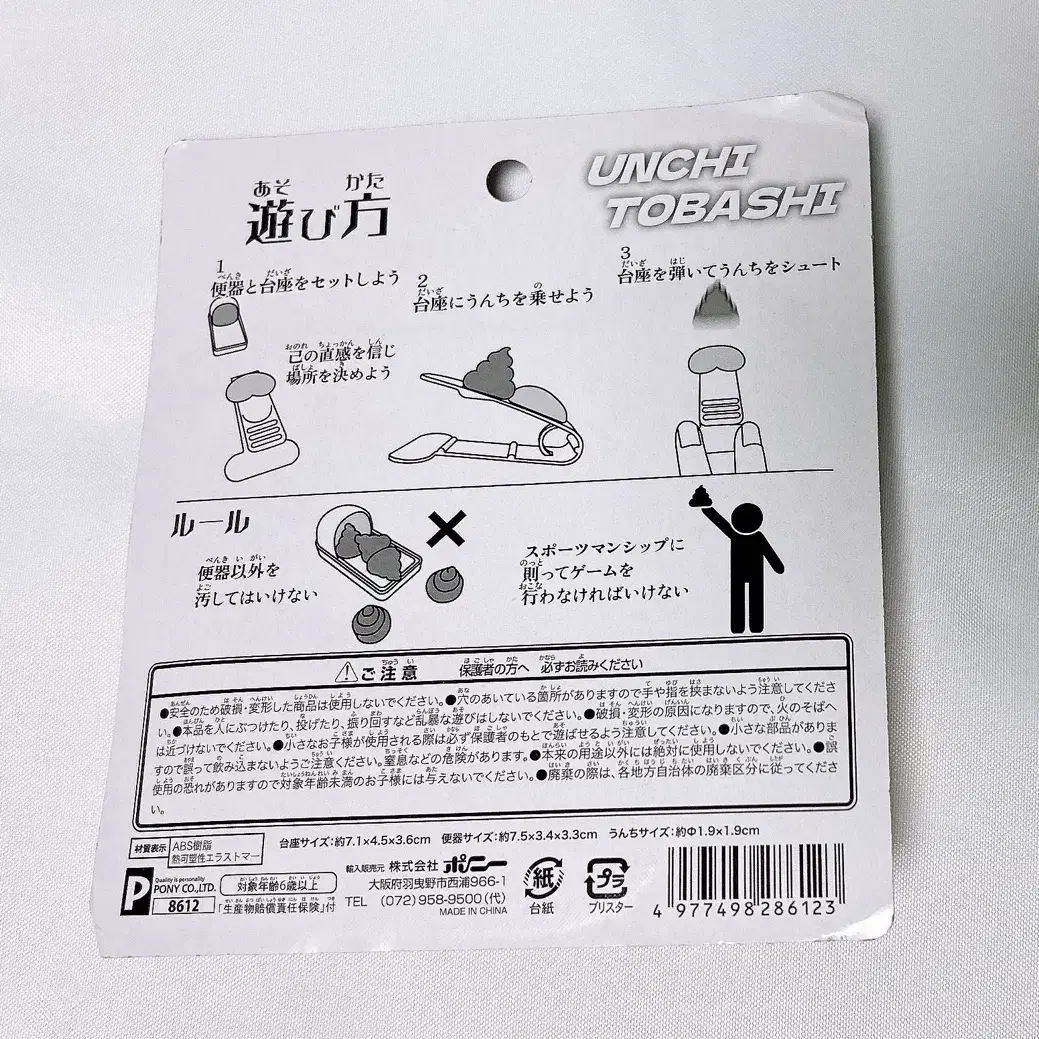 UNCHI
TOBASHI
遊び方
1
便器と台座をセットしよう
己の直感を信じ
場所を決めよう
2
台座にうんちを乗せよう
3
台座を弾いてうんちをシュート
ルール
便器以外を
汚してはいけない
スポーツマンシップに
則ってゲームを
行わなければいけない
ご注意 保護者の方へ 必ずお読みください
●安全のため破損・変形した商品は使用しないでください。●穴のあいている箇所がありますので手や指を挟まないよう注意してくださ
い。●本品を人にぶつけたり、投げたり、振り回すなど乱暴な遊びはしないでください。●破損・変形の原因になりますので、火のそばへ
は近づけないでください。●小さなお子様が使用される際は必ず保護者のもとで遊ばせるよう注意してください。●小さな部品がありま
すので誤って飲み込まないようご注意ください。窒息などの危険があります。●本来の用途以外には絶対に使用しないでください。●誤
使用の恐れがありますので対象年齢未満のお子様には与えないでください。●廃棄の際は、各地方自治体の廃棄区分に従ってくださ
い。
材質表示
ABS樹脂
熱可塑性エラストマー
台座サイズ:約7.1×4.5×3.6cm 便器サイズ:約7.5×3.4×3.3cm うんちサイズ:約Φ1.9×1.9cm
P
Quality is personality
PONY CO.,LTD.
8612
対象年齢6歳以上
「生産物賠償責任保険」付
輸入販売元 株式会社 ポニー
大阪府羽曳野市西浦966-1
TEL (072)958-9500(代)
MADE IN CHINA
紙
台紙
プラ
ブリスター
4 977498 286123